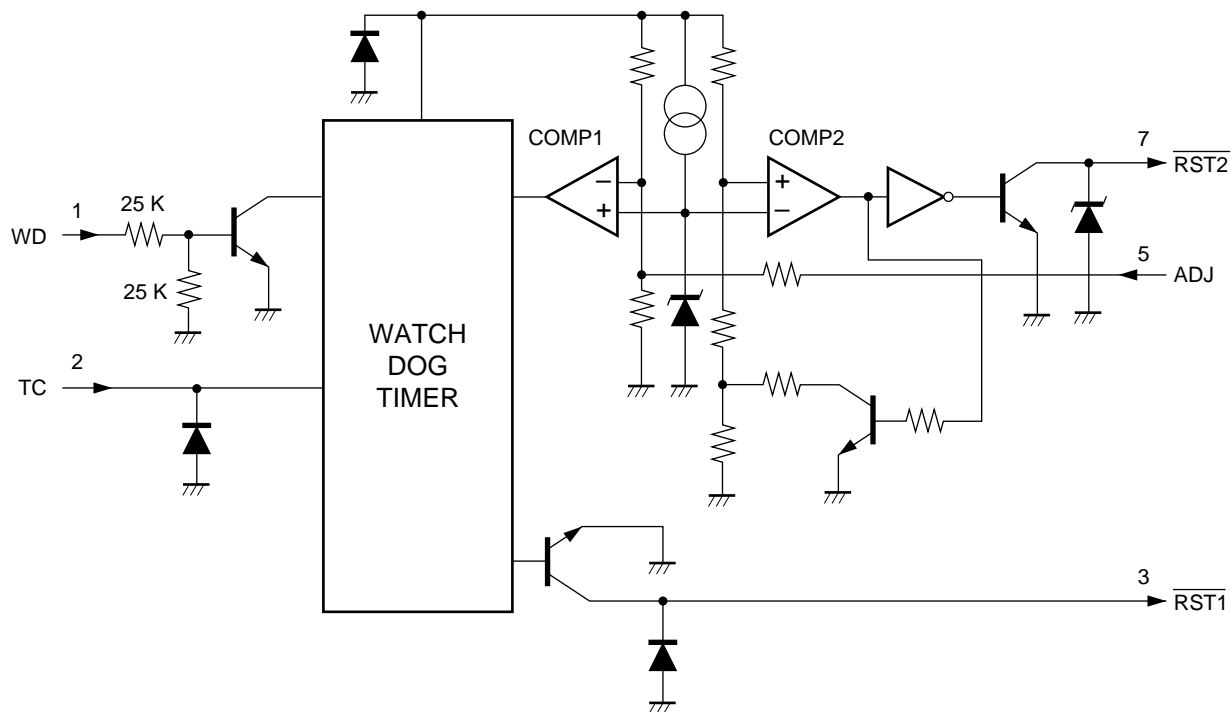 COMP1
COMP2
7
RST2
1
25 K
WD
5
ADJ
25 K
WATCH
DOG
TIMER
2
TC
3
RST1